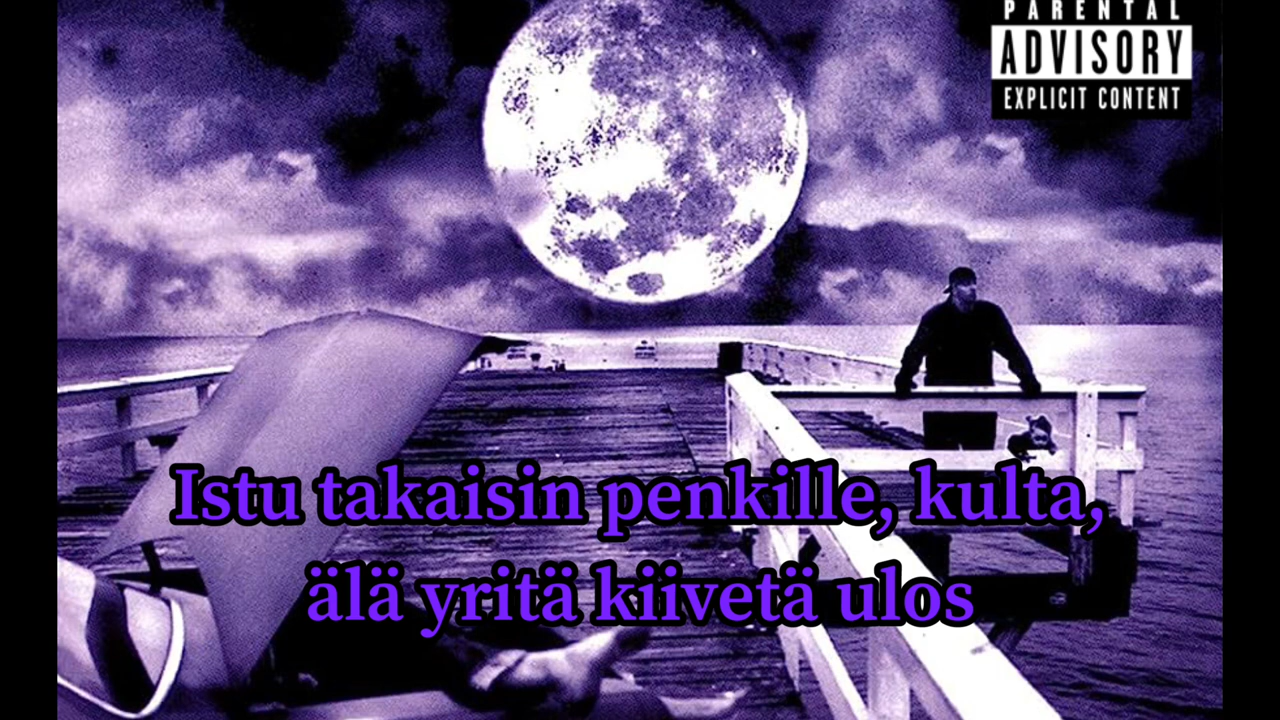 PARENTAL
ADVISORY
EXPLICIT CONTENT
Istu takaisin penkille, kulta,
älä yritä kiivetä ulos